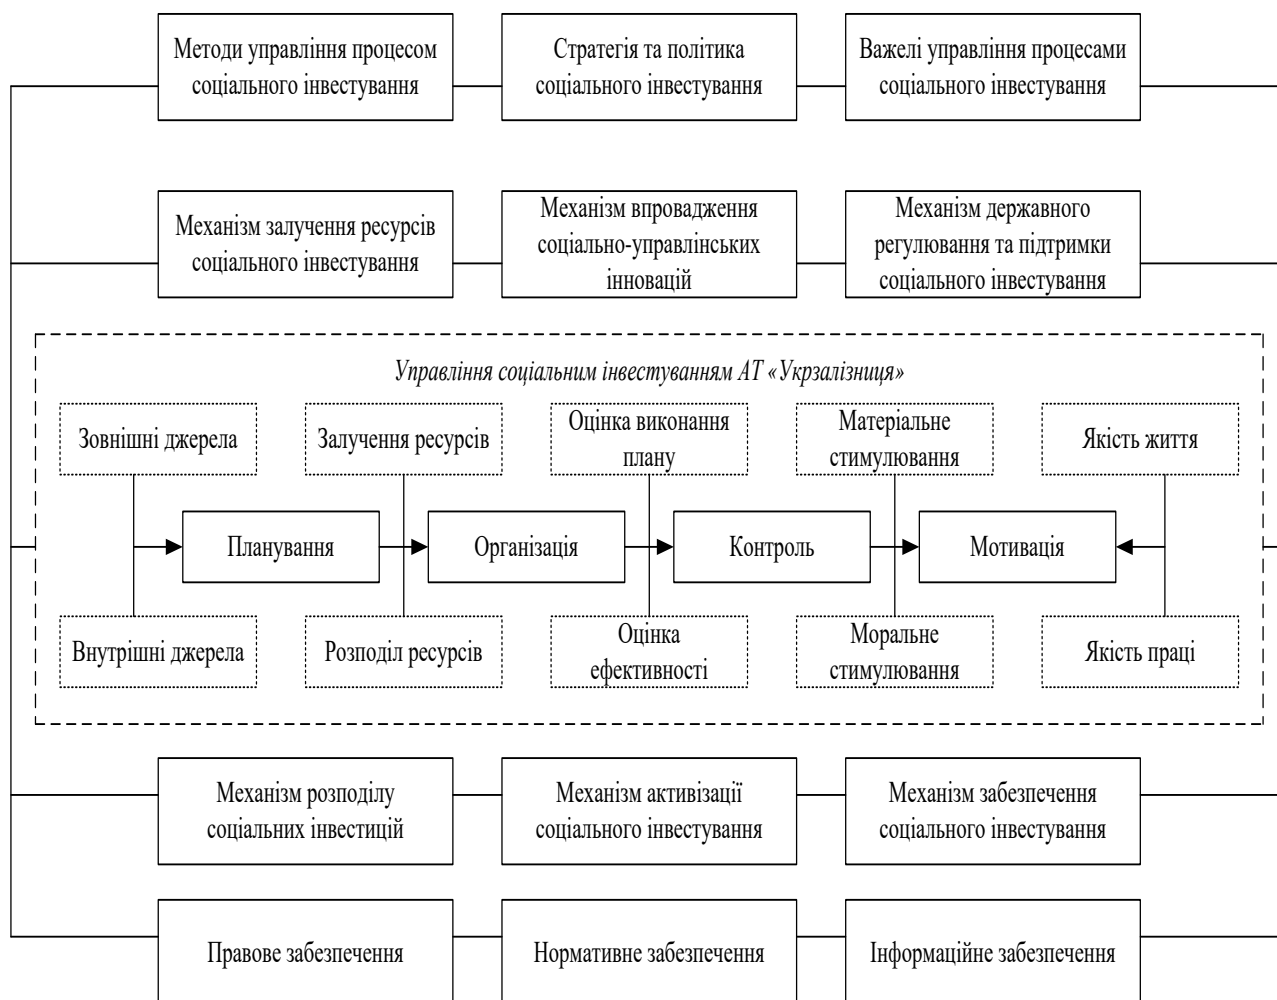 Методи управління процесом
соціального інвестування
Стратегія та політика
соціального інвестування
Важелі управління процесами
соціального інвестування
Механізм залучення ресурсів
соціального інвестування
Механізм впровадження
соціально-управлінських
інновацій
Механізм державного
регулювання та підтримки
соціального інвестування
Управління соціальним інвестуванням АТ «Укрзалізниця»
Зовнішні джерела
Залучення ресурсів
Оцінка виконання
плану
Матеріальне
стимулювання
Якість життя
Планування
Організація
Контроль
Мотивація
Внутрішні джерела
Розподіл ресурсів
Оцінка
ефективності
Моральне
стимулювання
Якість праці
Механізм розподілу
соціальних інвестицій
Механізм активізації
соціального інвестування
Механізм забезпечення
соціального інвестування
Правове забезпечення
Нормативне забезпечення
Інформаційне забезпечення